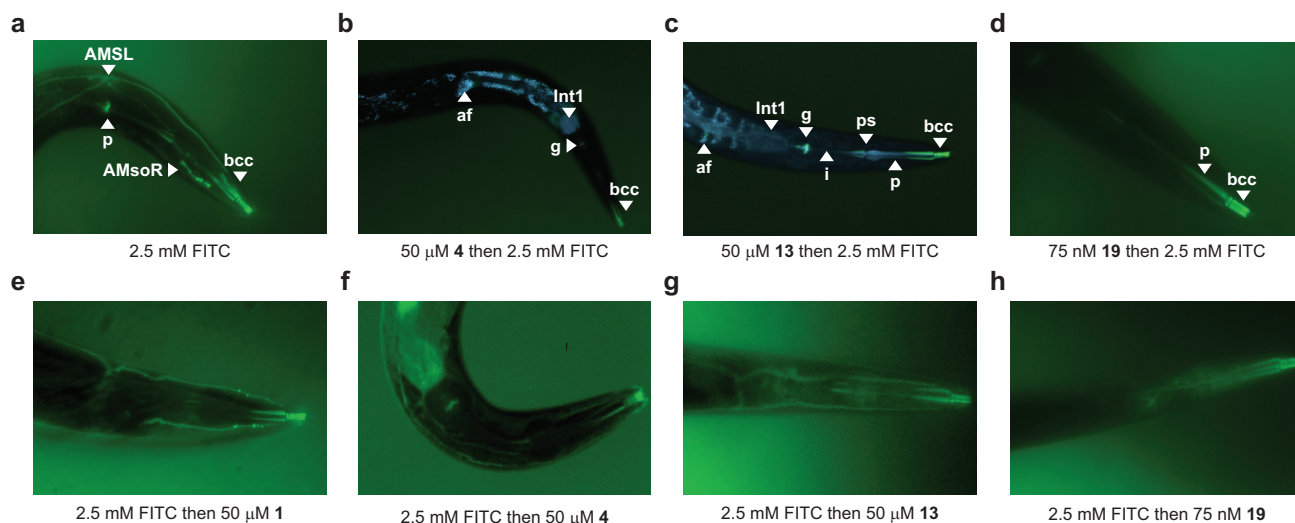 a
AMSL
p
AMsoR
bcc
2.5 mM FITC
b
Int1
af
g
bcc
50 μM 4 then 2.5 mM FITC
c
Int1
g
ps
bcc
af
i
p
50 μM 13 then 2.5 mM FITC
d
p
bcc
75 nM 19 then 2.5 mM FITC
e
2.5 mM FITC then 50 μM 1
f
2.5 mM FITC then 50 μM 4
g
2.5 mM FITC then 50 μM 13
h
2.5 mM FITC then 75 nM 19